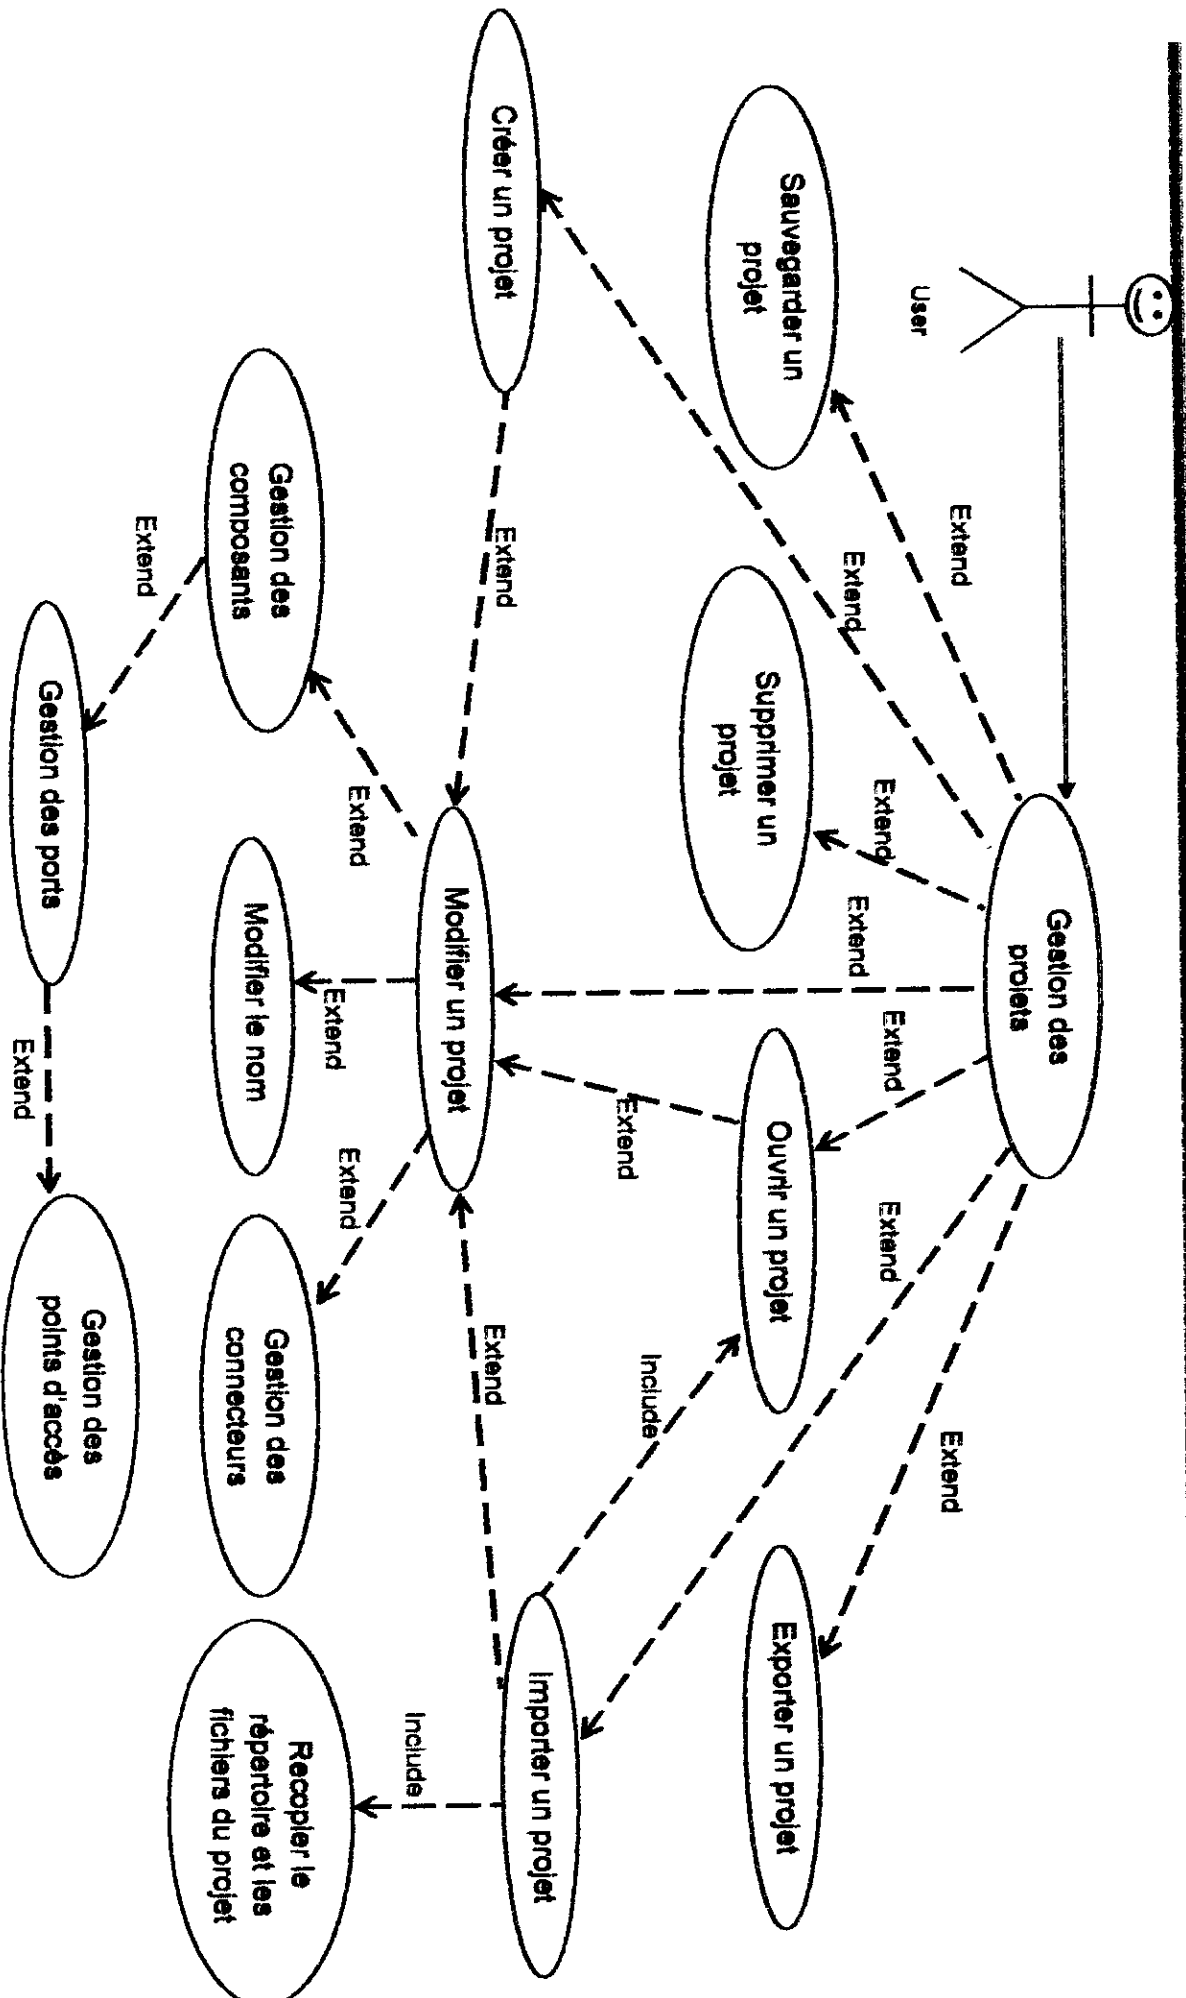 User
Gestion des
projets
Extend
Extend
Extend
Extend
Extend
Extend
Extend
Sauvegarder un
projet
Supprimer un
projet
Ouvrir un projet
Exporter un projet
Extend
Include
Créer un projet
Extend
Modifier un projet
Extend
Importer un projet
Extend
Extend
Extend
Include
Gestion des
composants
Modifier le nom
Gestion des
connecteurs
Recopier le
répertoire et les
fichiers du projet
Extend
Gestion des ports
Extend
Gestion des
points d'accès